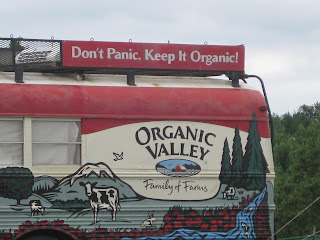 Don't Panic. Keep It Organic!
ORGANIC
VALLEY
Family of Farms